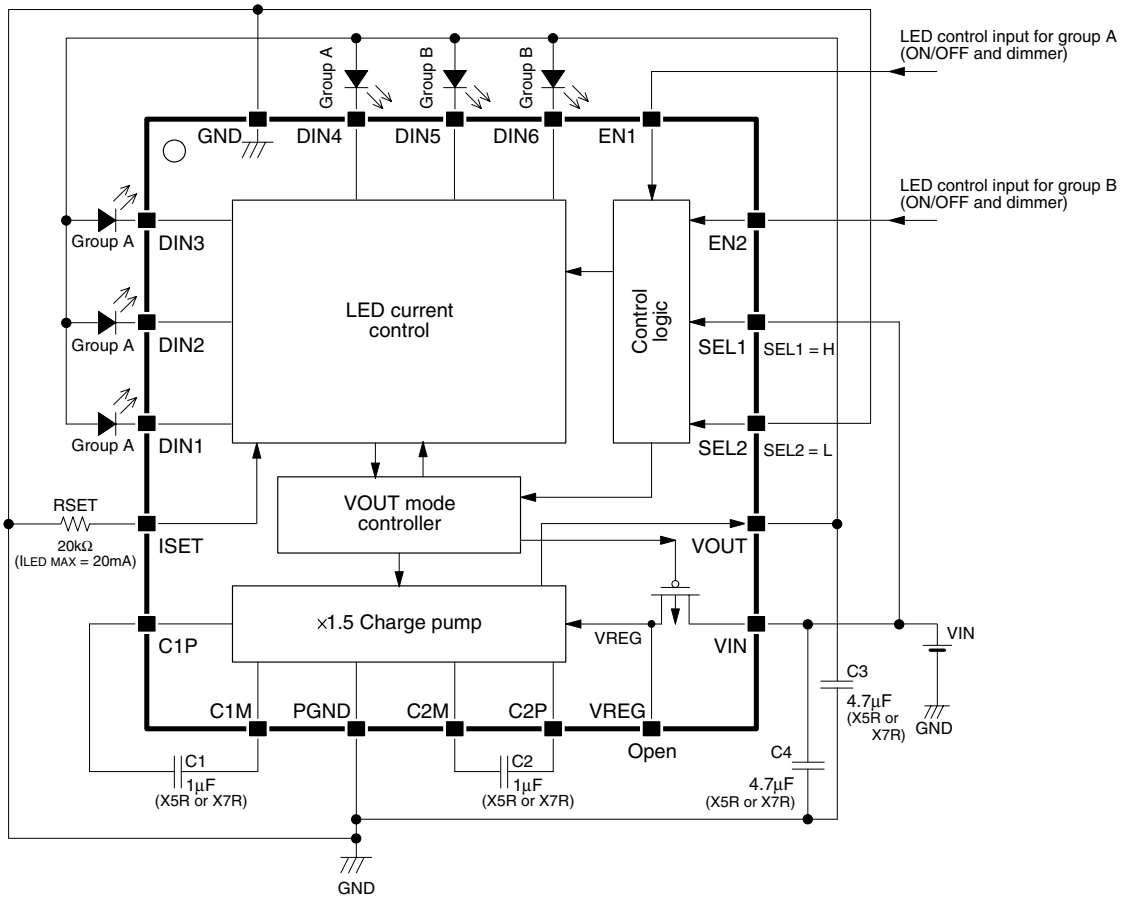 LED control input for group A
(ON/OFF and dimmer)
Group A
Group B
Group B
GND
DIN4
DIN5
DIN6
EN1
LED control input for group B
(ON/OFF and dimmer)
Group A
DIN3
EN2
LED current
control
Control
logic
Group A
DIN2
SEL1
SEL1 = H
Group A
DIN1
SEL2
SEL2 = L
RSET
20kΩ
(ILED MAX = 20mA)
ISET
VOUT mode
controller
VOUT
×1.5 Charge pump
C1P
VREG
VIN
VIN
GND
C1M
PGND
C2M
C2P
VREG
Open
C3
4.7μF
(X5R or
X7R)
C4
4.7μF
(X5R or X7R)
C1
1μF
(X5R or X7R)
C2
1μF
(X5R or X7R)
GND